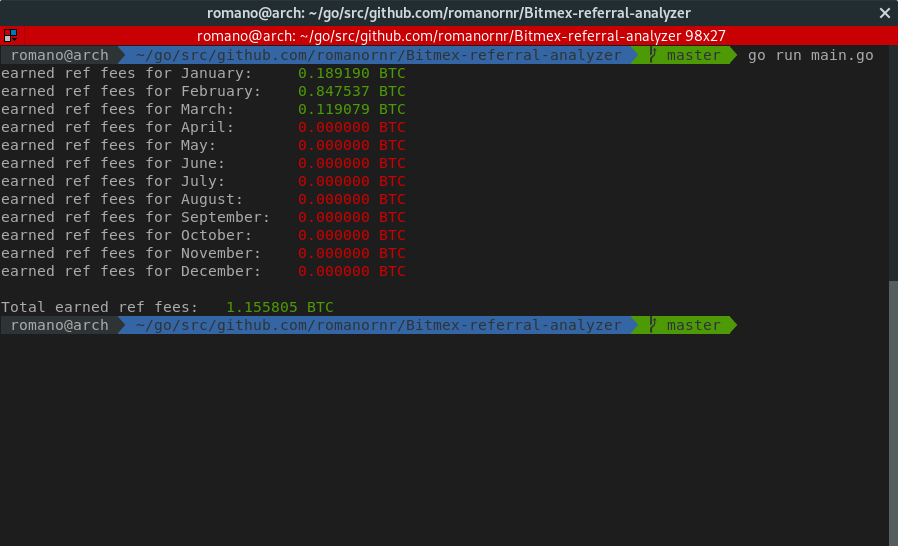 romano@arch: ~/go/src/github.com/romanornr/Bitmex-referral-analyzer
romano@arch: ~/go/src/github.com/romanornr/Bitmex-referral-analyzer 98x27
romano@arch ~/go/src/github.com/romanornr/Bitmex-referral-analyzer master go run main.go
earned ref fees for January: 0.189190 BTC
earned ref fees for February: 0.847537 BTC
earned ref fees for March: 0.119079 BTC
earned ref fees for April: 0.000000 BTC
earned ref fees for May: 0.000000 BTC
earned ref fees for June: 0.000000 BTC
earned ref fees for July: 0.000000 BTC
earned ref fees for August: 0.000000 BTC
earned ref fees for September: 0.000000 BTC
earned ref fees for October: 0.000000 BTC
earned ref fees for November: 0.000000 BTC
earned ref fees for December: 0.000000 BTC
Total earned ref fees: 1.155805 BTC
romano@arch ~/go/src/github.com/romanornr/Bitmex-referral-analyzer master